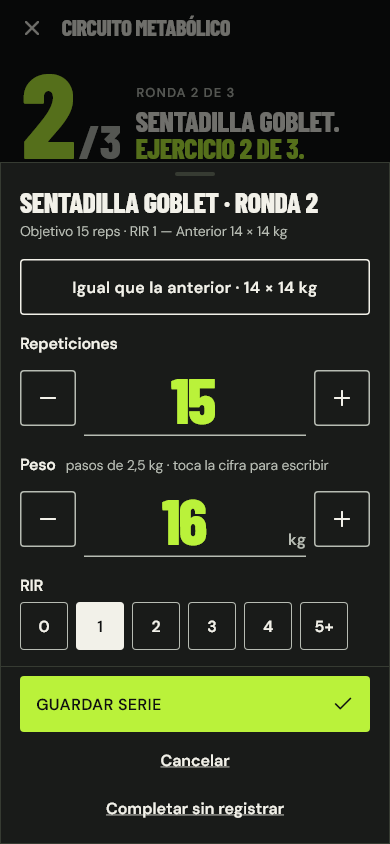 CIRCUITO METABÓLICO
2/3
RONDA 2 DE 3
SENTADILLA GOBLET.
EJERCICIO 2 DE 3.
SENTADILLA GOBLET · RONDA 2
Objetivo 15 reps · RIR 1 — Anterior 14 × 14 kg
Igual que la anterior · 14 × 14 kg
Repeticiones
− 15 +
Peso pasos de 2,5 kg · toca la cifra para escribir
− 16 kg +
RIR
0 1 2 3 4 5+
GUARDAR SERIE
Cancelar
Completar sin registrar